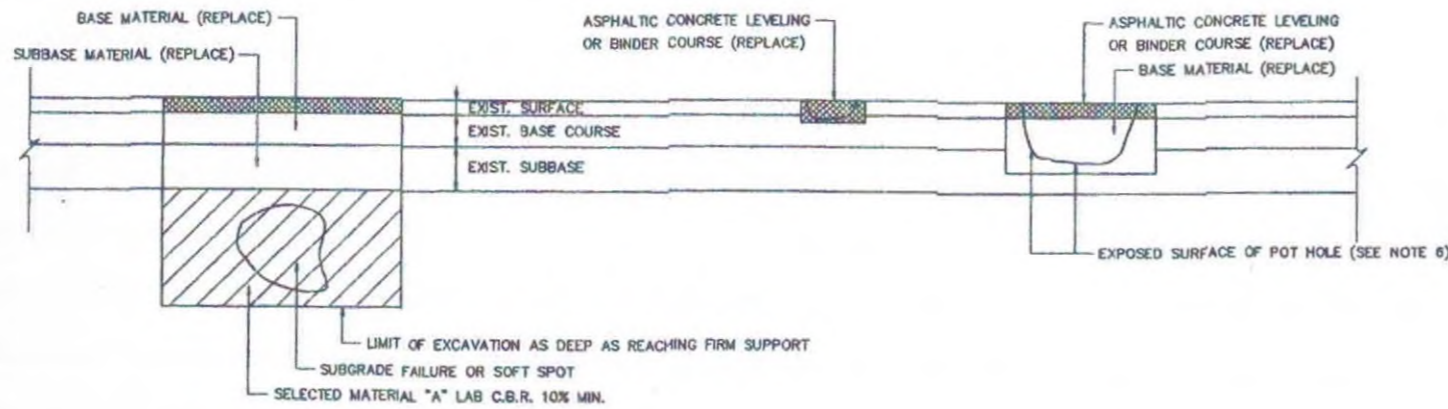 BASE MATERIAL (REPLACE)
SUBBASE MATERIAL (REPLACE)
ASPHALTIC CONCRETE LEVELING
OR BINDER COURSE (REPLACE)
ASPHALTIC CONCRETE LEVELING
OR BINDER COURSE (REPLACE)
BASE MATERIAL (REPLACE)
EXIST. SURFACE
EXIST. BASE COURSE
EXIST. SUBBASE
EXPOSED SURFACE OF POT HOLE (SEE NOTE 6)
LIMIT OF EXCAVATION AS DEEP AS REACHING FIRM SUPPORT
SUBGRADE FAILURE OR SOFT SPOT
SELECTED MATERIAL "A" LAB C.B.R. 10% MIN.